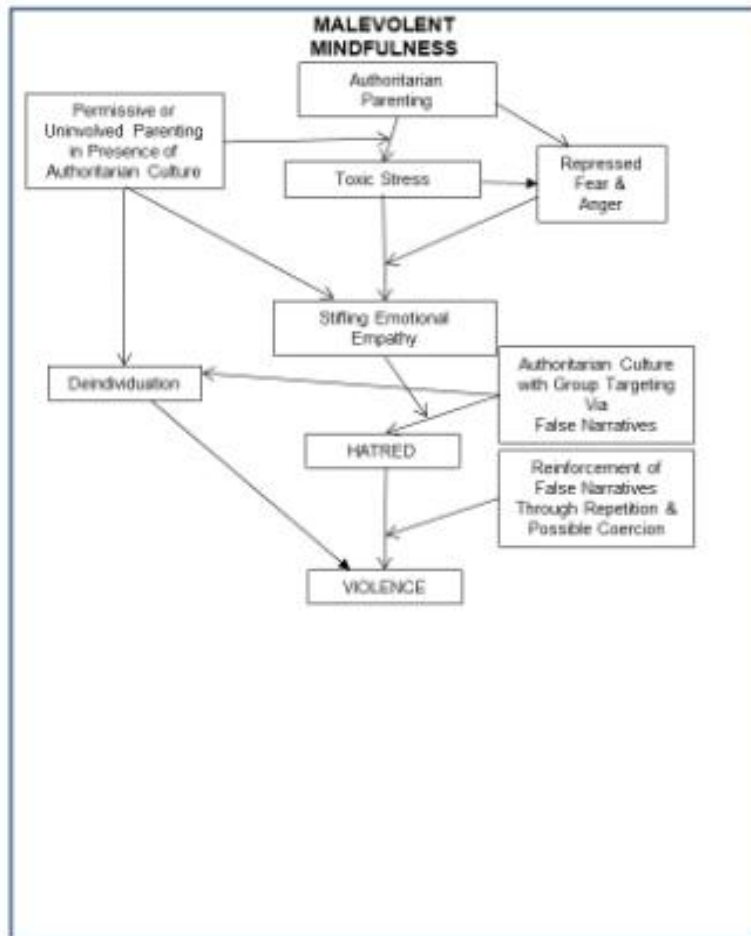 MALEVOLENT
MINDFULNESS
Authoritarian
Parenting
Permissive or
Uninvolved Parenting
in Presence of
Authoritarian Culture
Toxic Stress
Repressed
Fear &
Anger
Stifling Emotional
Empathy
Deindividuation
Authoritarian Culture
with Group Targeting
Via
False Narratives
HATRED
Reinforcement of
False Narratives
Through Repetition &
Possible Coercion
VIOLENCE